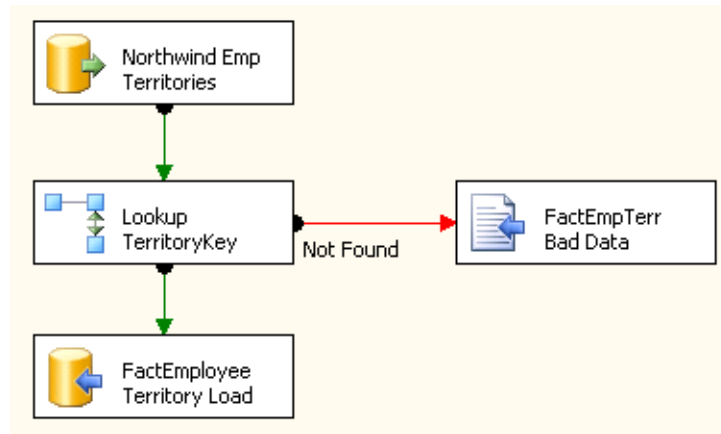 Northwind Emp
Territories
Lookup
TerritoryKey
Not Found
FactEmpTerr
Bad Data
FactEmployee
Territory Load